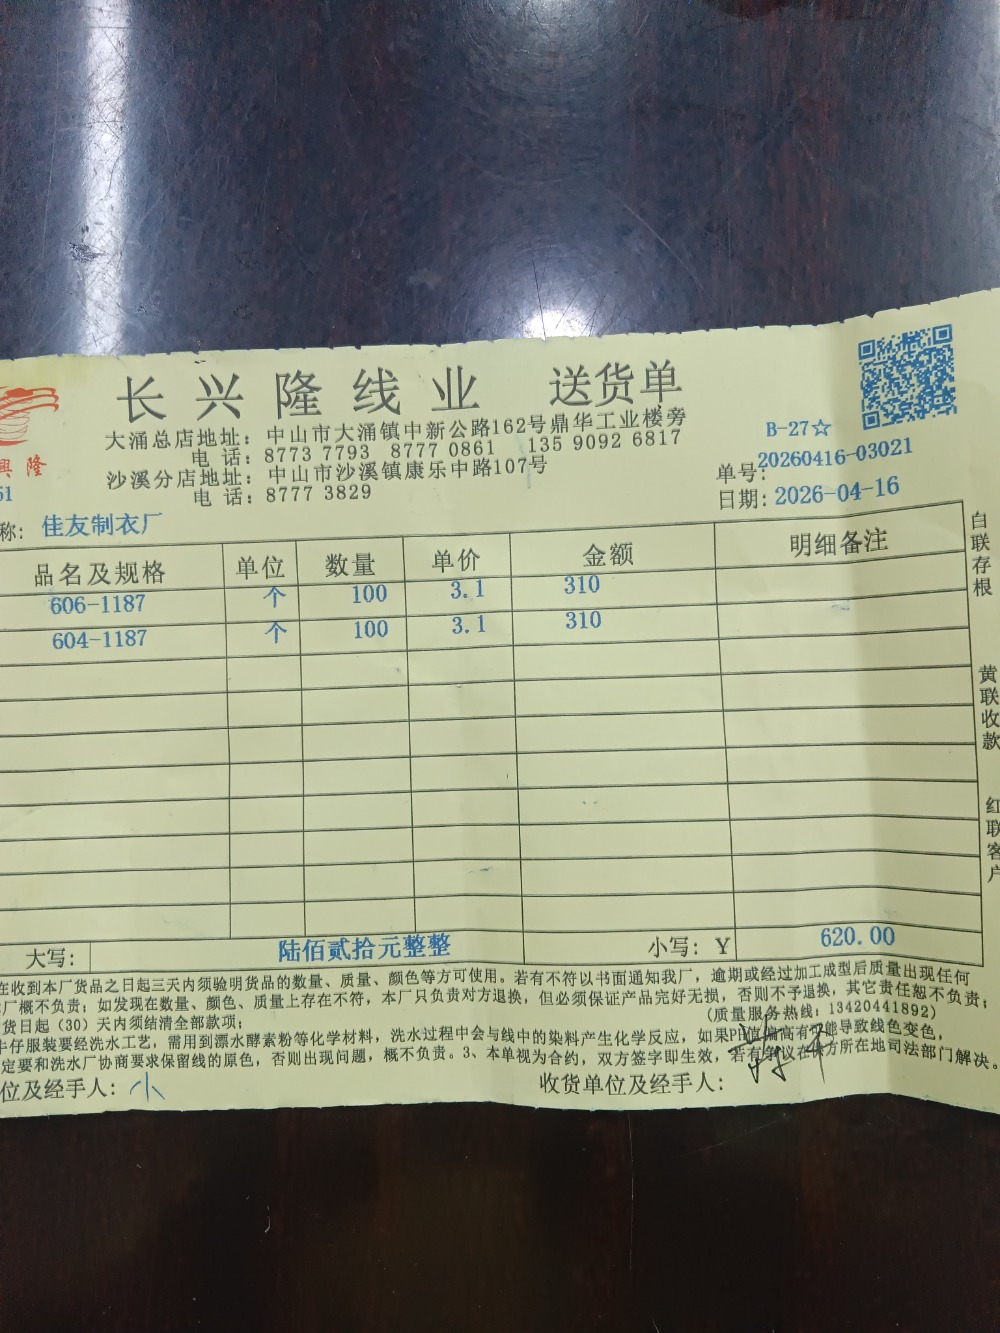 长兴隆线业 送货单
大涌总店地址：中山市大涌镇中新公路162号鼎华工业楼旁
电 话：8773 7793 8777 0861 135 9092 6817
沙溪分店地址：中山市沙溪镇康乐中路107号
电 话：8777 3829
興隆
51
B-27☆
单号:20260416-03021
日期:2026-04-16
称: 佳友制衣厂
品名及规格 单位 数量 单价 金额 明细备注
606-1187 个 100 3.1 310
604-1187 个 100 3.1 310
大写: 陆佰贰拾元整整 小写: Y 620.00
白联存根
黄联收款
红联客户
在收到本厂货品之日起三天内须验明货品的数量、质量、颜色等方可使用。若有不符以书面通知我厂，逾期或经过加工成型后质量出现任何
厂概不负责；如发现在数量、颜色、质量上存在不符，本厂只负责对方退换，但必须保证产品完好无损，否则不予退换，其它责任恕不负责；
货日起（30）天内须结清全部款项； (质量服务热线：13420441892)
牛仔服装要经洗水工艺，需用到漂水酵素粉等化学材料，洗水过程中会与线中的染料产生化学反应，如果PH值偏高有可能导致线色变色，
定要和洗水厂协商要求保留线的原色，否则出现问题，概不负责。3、本单视为合约，双方签字即生效，若有争议在供方所在地司法部门解决。
位及经手人: 小 收货单位及经手人: